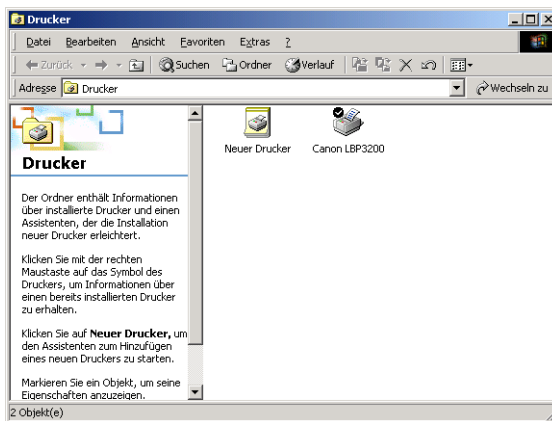 Drucker
Datei Bearbeiten Ansicht Favoriten Extras ?
Zurück Suchen Ordner Verlauf
Adresse Drucker Wechseln zu
Drucker
Der Ordner enthält Informationen
über installierte Drucker und einen
Assistenten, der die Installation
neuer Drucker erleichtert.
Klicken Sie mit der rechten
Maustaste auf das Symbol des
Druckers, um Informationen über
einen bereits installierten Drucker
zu erhalten.
Klicken Sie auf Neuer Drucker, um
den Assistenten zum Hinzufügen
eines neuen Druckers zu starten.
Markieren Sie ein Objekt, um seine
Eigenschaften anzuzeigen.
Neuer Drucker
Canon LBP3200
2 Objekt(e)